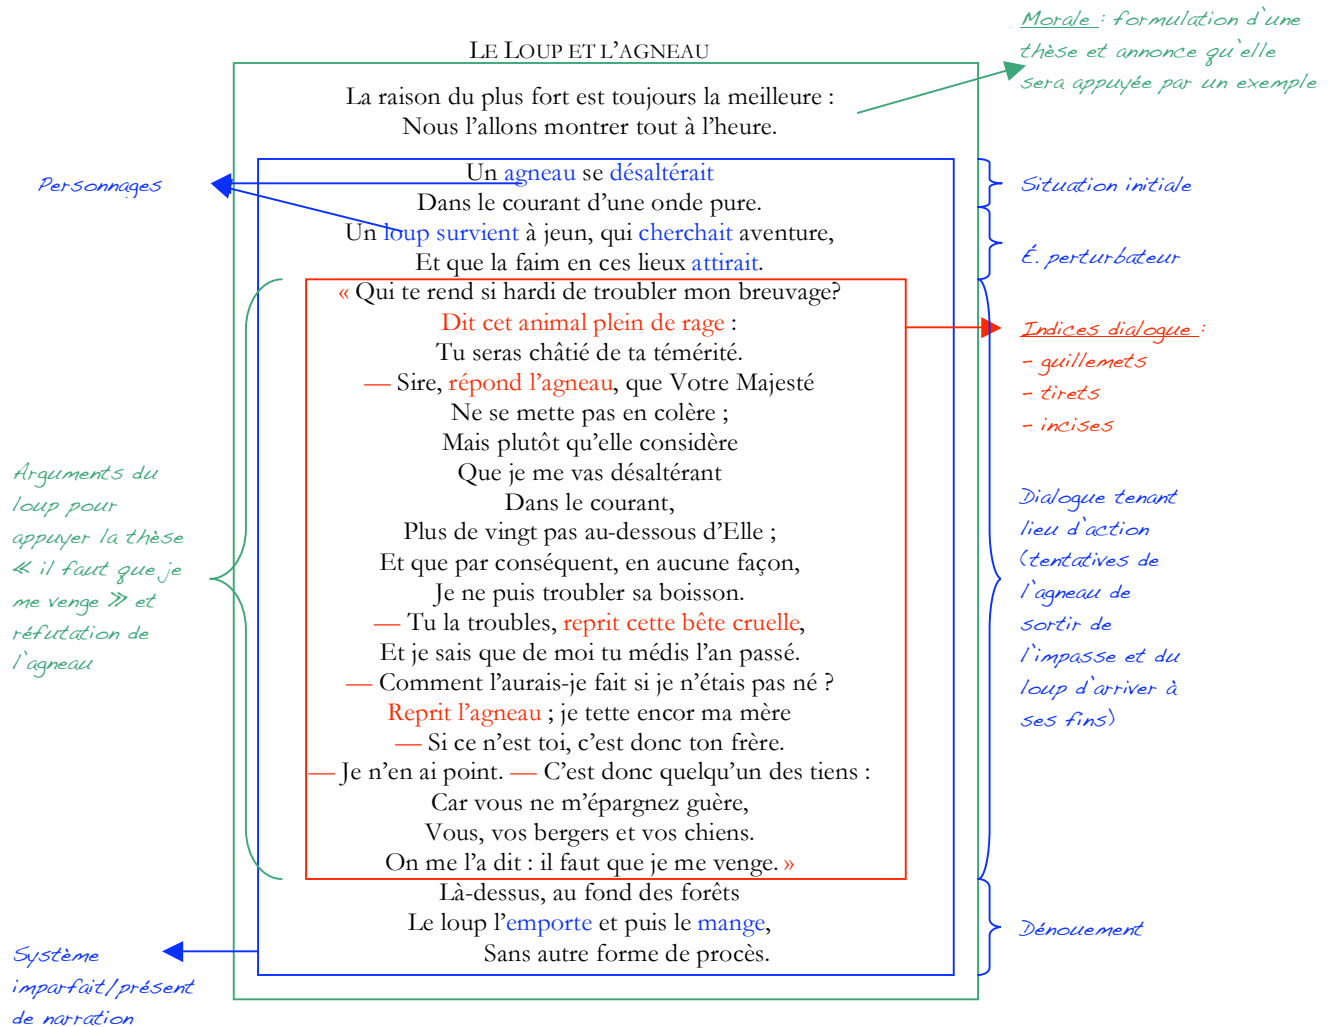 LE LOUP ET L'AGNEAU
La raison du plus fort est toujours la meilleure :
Nous l'allons montrer tout à l'heure.
Un agneau se désaltérait
Dans le courant d'une onde pure.
Un loup survient à jeun, qui cherchait aventure,
Et que la faim en ces lieux attirait.
« Qui te rend si hardi de troubler mon breuvage?
Dit cet animal plein de rage :
Tu seras châtié de ta témérité.
— Sire, répond l'agneau, que Votre Majesté
Ne se mette pas en colère ;
Mais plutôt qu'elle considère
Que je me vas désaltérant
Dans le courant,
Plus de vingt pas au-dessous d'Elle ;
Et que par conséquent, en aucune façon,
Je ne puis troubler sa boisson.
— Tu la troubles, reprit cette bête cruelle,
Et je sais que de moi tu médis l'an passé.
— Comment l'aurais-je fait si je n'étais pas né ?
Reprit l'agneau ; je tette encor ma mère
— Si ce n'est toi, c'est donc ton frère.
— Je n'en ai point. — C'est donc quelqu'un des tiens :
Car vous ne m'épargnez guère,
Vous, vos bergers et vos chiens.
On me l'a dit : il faut que je me venge. »
Là-dessus, au fond des forêts
Le loup l'emporte et puis le mange,
Sans autre forme de procès.
Personnages
Arguments du
loup pour
appuyer la thèse
« il faut que je
me venge » et
réfutation de
l'agneau
Système
imparfait/présent
de narration
Morale : formulation d'une
thèse et annonce qu'elle
sera appuyée par un exemple
Situation initiale
É. perturbateur
Indices dialogue :
- guillemets
- tirets
- incises
Dialogue tenant
lieu d'action
(tentatives de
l'agneau de
sortir de
l'impasse et du
loup d'arriver à
ses fins)
Dénouement